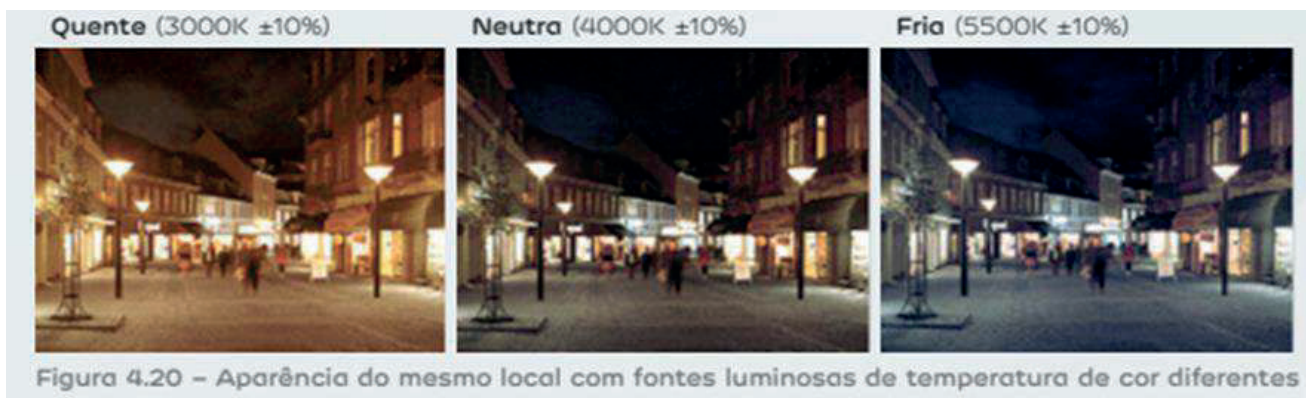 Quente (3000K ±10%)
Neutra (4000K ±10%)
Fria (5500K ±10%)
Figura 4.20 – Aparência do mesmo local com fontes luminosas de temperatura de cor diferentes